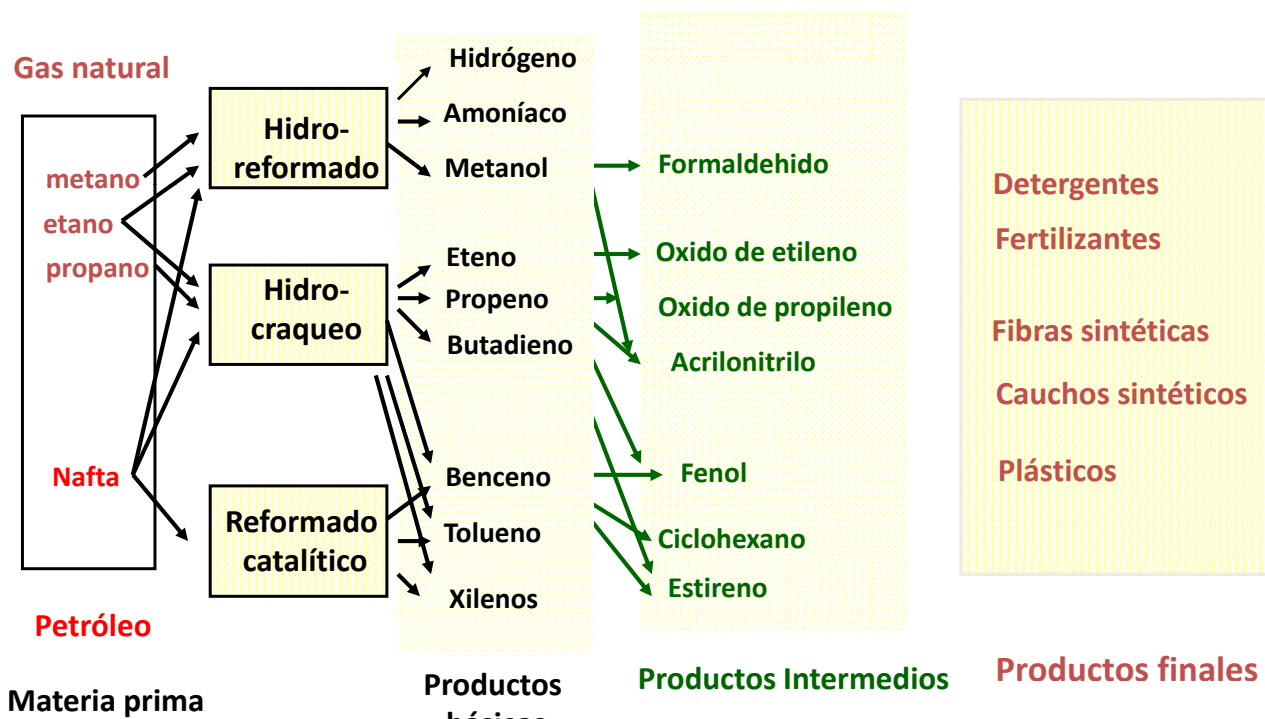 Gas natural
metano
etano
propano
Nafta
Petróleo
Materia prima
Hidro-
reformado
Hidro-
craqueo
Reformado
catalítico
Hidrógeno
Amoníaco
Metanol
Eteno
Propeno
Butadieno
Benceno
Tolueno
Xilenos
Productos
básicos
Formaldehido
Oxido de etileno
Oxido de propileno
Acrilonitrilo
Fenol
Ciclohexano
Estireno
Productos Intermedios
Detergentes
Fertilizantes
Fibras sintéticas
Cauchos sintéticos
Plásticos
Productos finales